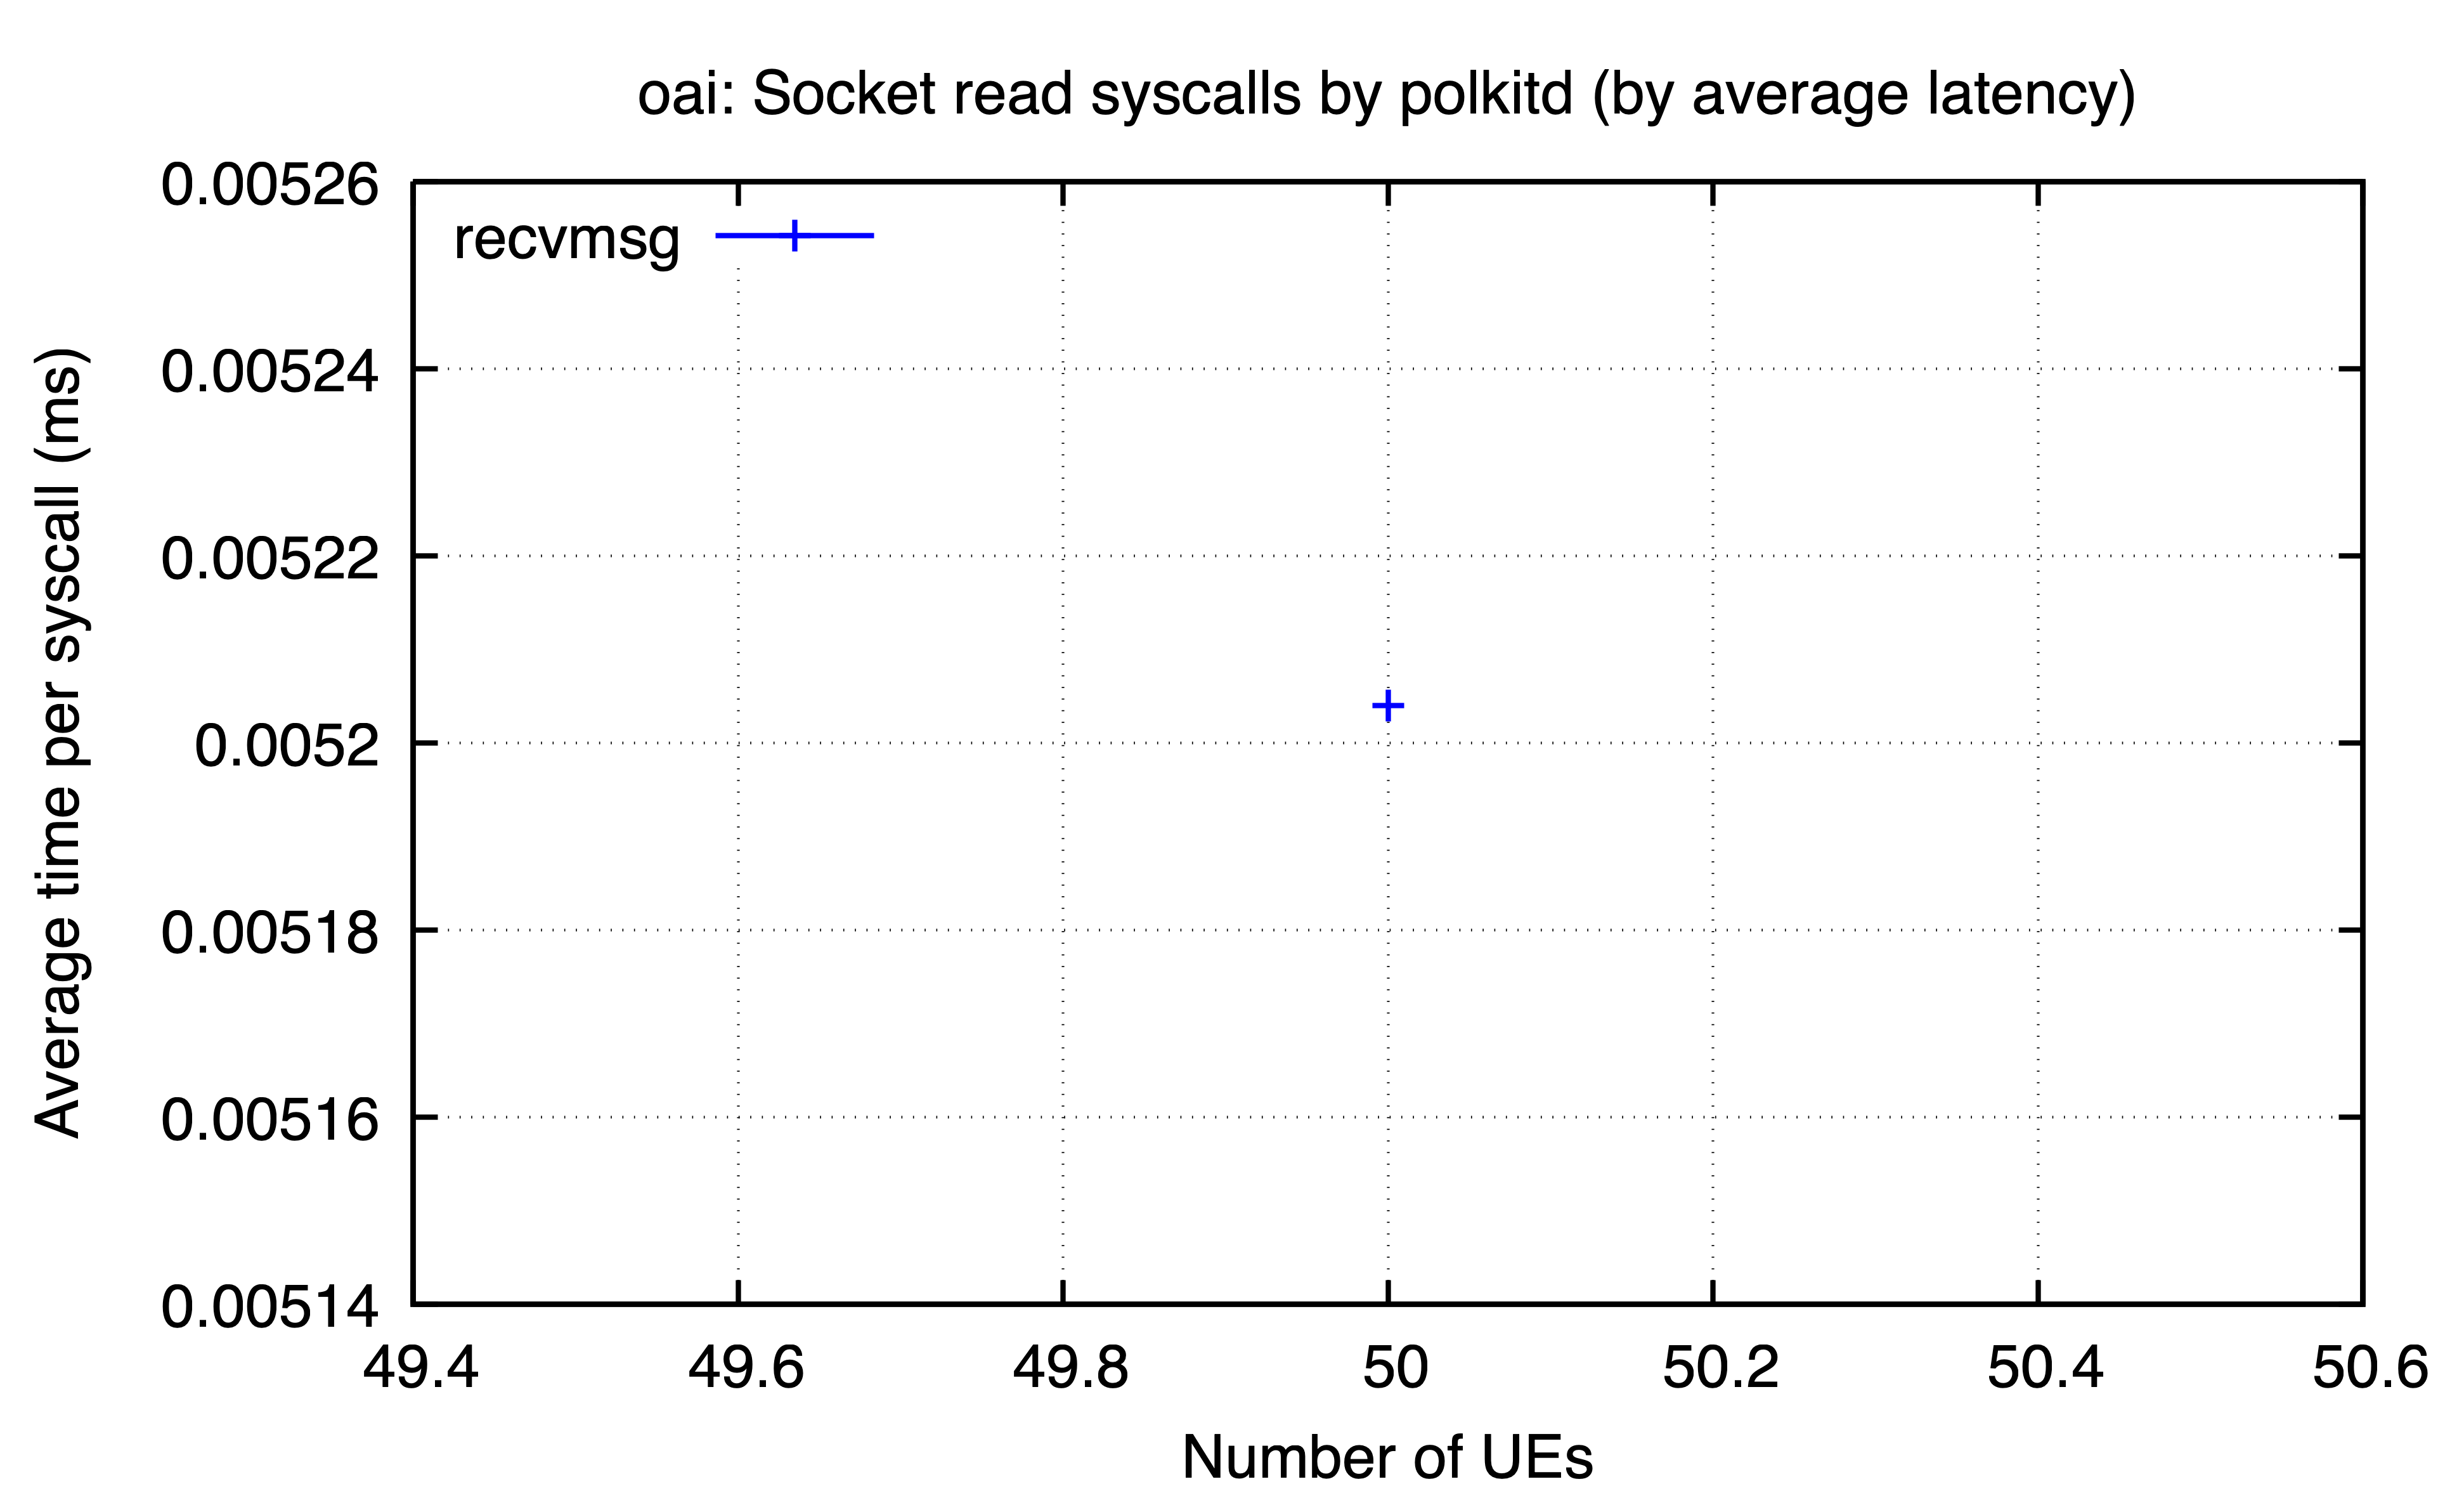 oai: Socket read syscalls by polkitd (by average latency)
recvmsg
Average time per syscall (ms)
0.00526
0.00524
0.00522
0.0052
0.00518
0.00516
0.00514
49.4 49.6 49.8 50 50.2 50.4 50.6
Number of UEs